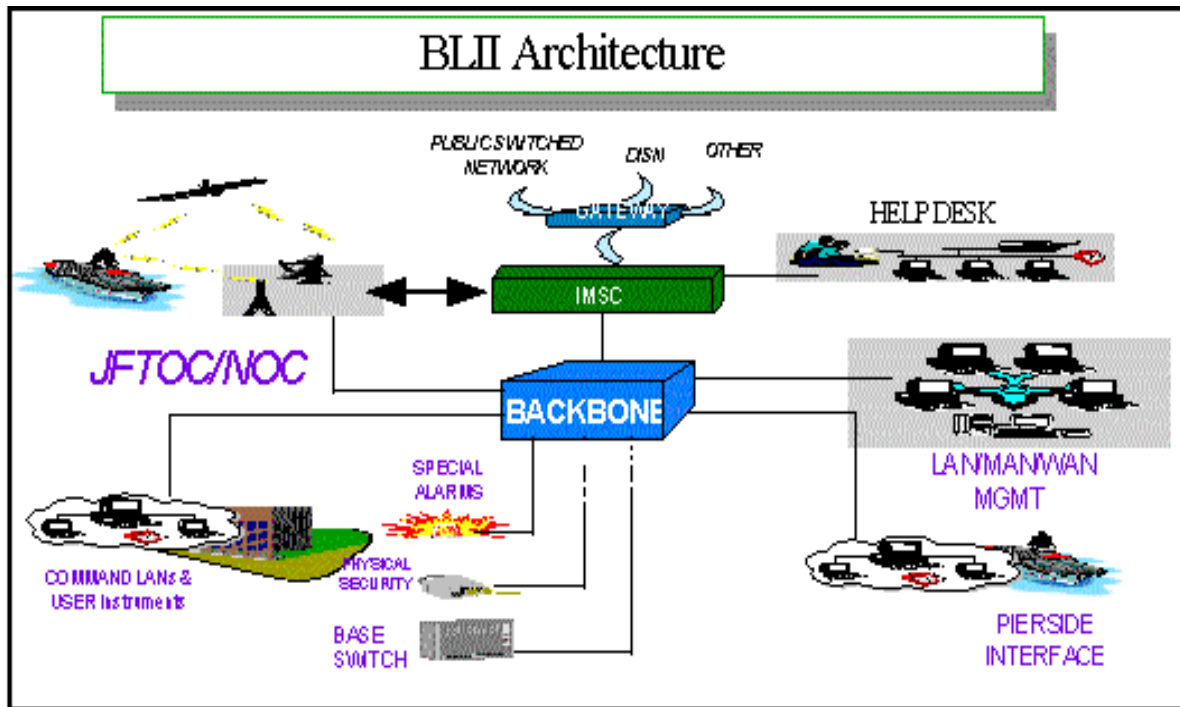 BLII Architecture
PUBLIC SWITCHED
NETWORK
DISN
OTHER
GATEWAY
HELP DESK
IMSC
JFTOC/NOC
BACKBONE
LAN/MAN/WAN
MGMT
SPECIAL
ALARMS
PHYSICAL
SECURITY
COMMAND LANs &
USER Instruments
BASE
SWITCH
PIERSIDE
INTERFACE